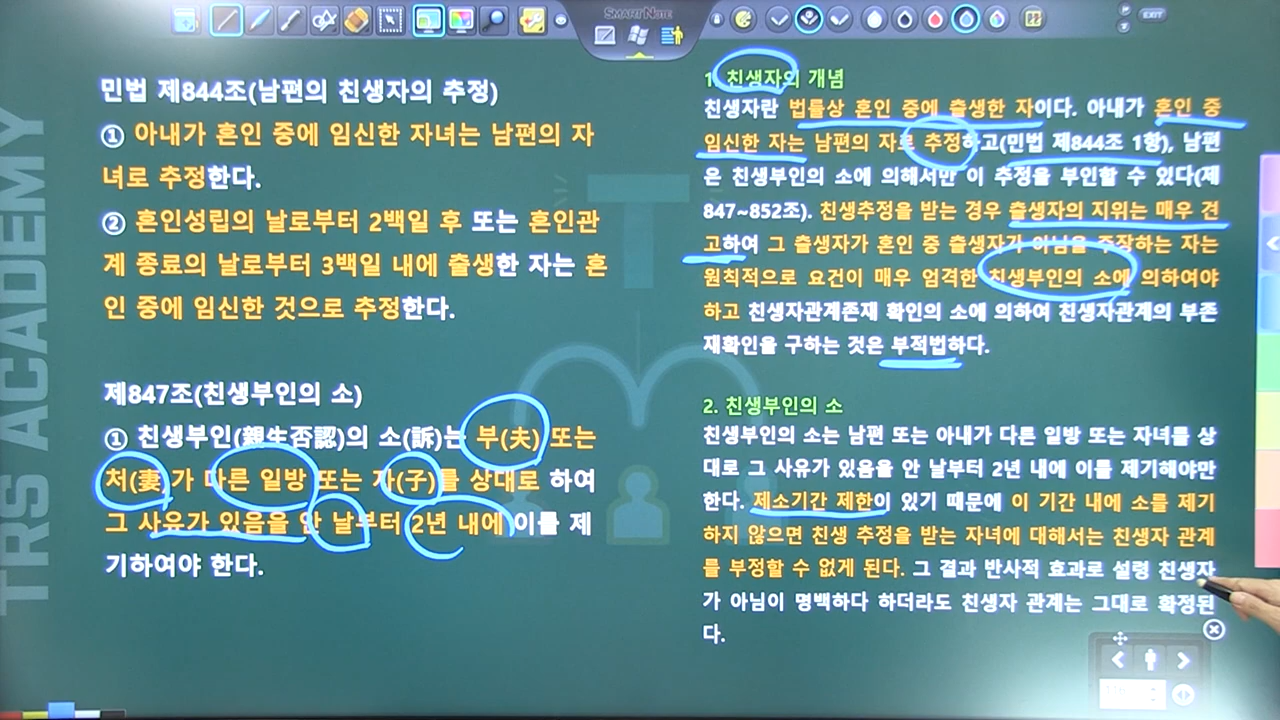 SMARTNOTE
EXIT
TRS ACADEMY
민법 제844조(남편의 친생자의 추정)
① 아내가 혼인 중에 임신한 자녀는 남편의 자
녀로 추정한다.
② 혼인성립의 날로부터 2백일 후 또는 혼인관
계 종료의 날로부터 3백일 내에 출생한 자는 혼
인 중에 임신한 것으로 추정한다.
제847조(친생부인의 소)
① 친생부인(親生否認)의 소(訴)는 부(夫) 또는
처(妻)가 다른 일방 또는 자(子)를 상대로 하여
그 사유가 있음을 안 날부터 2년 내에 이를 제
기하여야 한다.
1. 친생자의 개념
친생자란 법률상 혼인 중에 출생한 자이다. 아내가 혼인 중
임신한 자는 남편의 자로 추정하고(민법 제844조 1항), 남편
은 친생부인의 소에 의해서만 이 추정을 부인할 수 있다(제
847~852조). 친생추정을 받는 경우 출생자의 지위는 매우 견
고하여 그 출생자가 혼인 중 출생자가 아님을 주장하는 자는
원칙적으로 요건이 매우 엄격한 친생부인의 소에 의하여야
하고 친생자관계존재 확인의 소에 의하여 친생자관계의 부존
재확인을 구하는 것은 부적법하다.
2. 친생부인의 소
친생부인의 소는 남편 또는 아내가 다른 일방 또는 자녀를 상
대로 그 사유가 있음을 안 날부터 2년 내에 이를 제기해야만
한다. 제소기간 제한이 있기 때문에 이 기간 내에 소를 제기
하지 않으면 친생 추정을 받는 자녀에 대해서는 친생자 관계
를 부정할 수 없게 된다. 그 결과 반사적 효과로 설령 친생자
가 아님이 명백하다 하더라도 친생자 관계는 그대로 확정된
다.